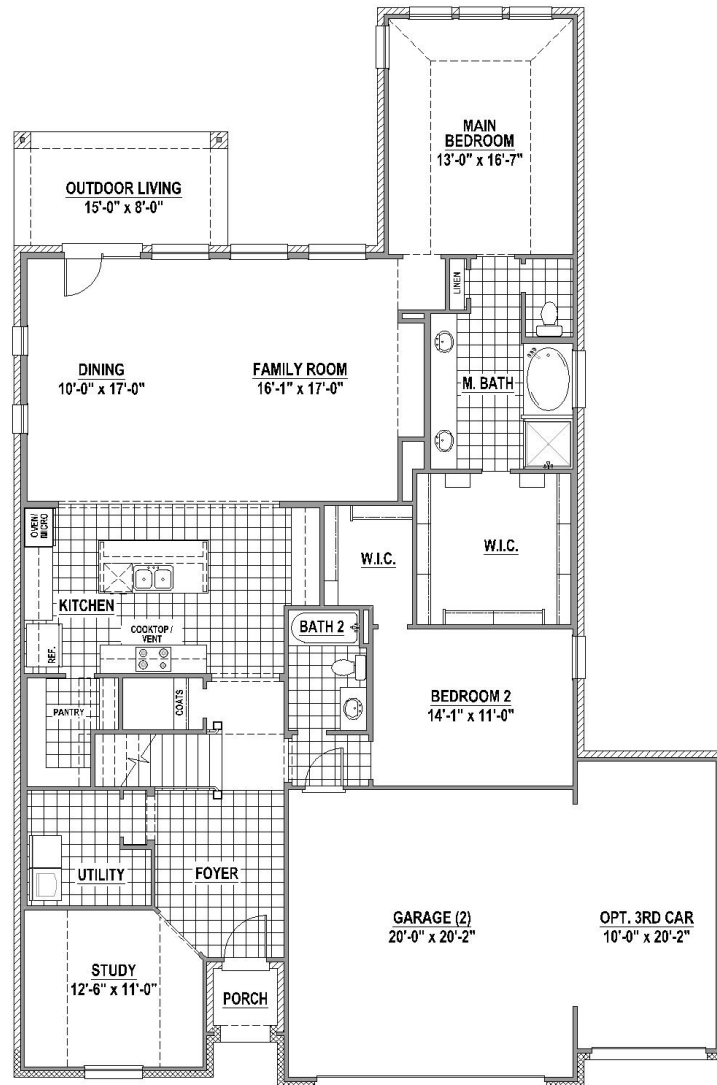 MAIN
BEDROOM
13'-0" x 16'-7"
OUTDOOR LIVING
15'-0" x 8'-0"
LINEN
DINING
10'-0" x 17'-0"
FAMILY ROOM
16'-1" x 17'-0"
M. BATH
OVEN/
MICRO
W.I.C.
W.I.C.
KITCHEN
COOKTOP /
VENT
REF.
BATH 2
PANTRY
COATS
BEDROOM 2
14'-1" x 11'-0"
UTILITY
FOYER
GARAGE (2)
20'-0" x 20'-2"
OPT. 3RD CAR
10'-0" x 20'-2"
STUDY
12'-6" x 11'-0"
PORCH